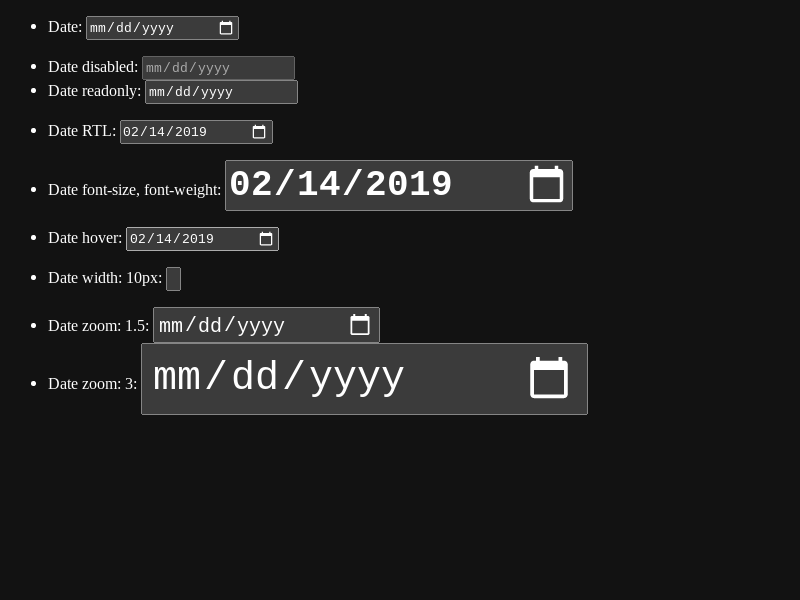 Date: mm/dd/yyyy
Date disabled: mm/dd/yyyy
Date readonly: mm/dd/yyyy
Date RTL: 02/14/2019
Date font-size, font-weight: 02/14/2019
Date hover: 02/14/2019
Date width: 10px:
Date zoom: 1.5: mm/dd/yyyy
Date zoom: 3: mm/dd/yyyy